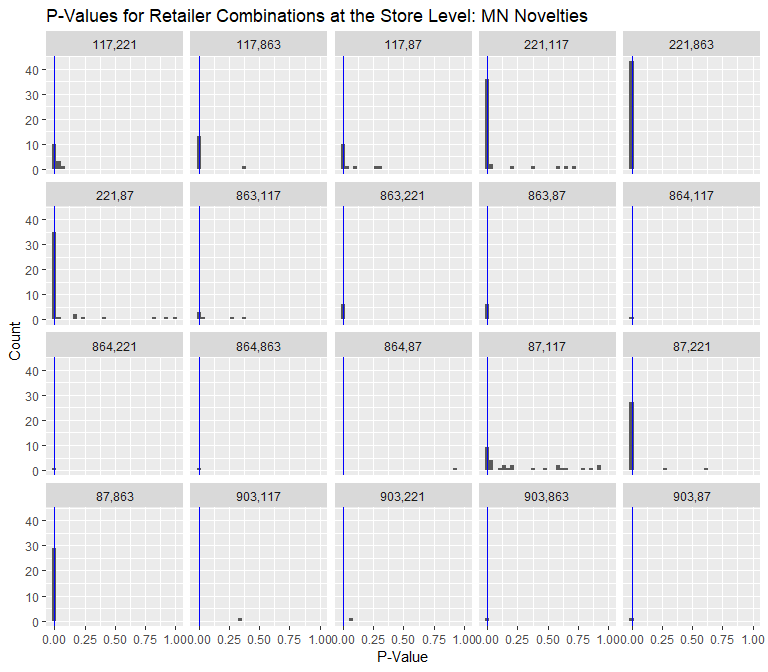 P-Values for Retailer Combinations at the Store Level: MN Novelties
117,221 117,863 117,87 221,117 221,863
40
30
20
10
0
221,87 863,117 863,221 863,87 864,117
40
30
20
10
0
864,221 864,863 864,87 87,117 87,221
40
30
20
10
0
87,863 903,117 903,221 903,863 903,87
40
30
20
10
0
Count
0.00 0.25 0.50 0.75 1.00 0.00 0.25 0.50 0.75 1.00 0.00 0.25 0.50 0.75 1.00 0.00 0.25 0.50 0.75 1.00 0.00 0.25 0.50 0.75 1.00
P-Value